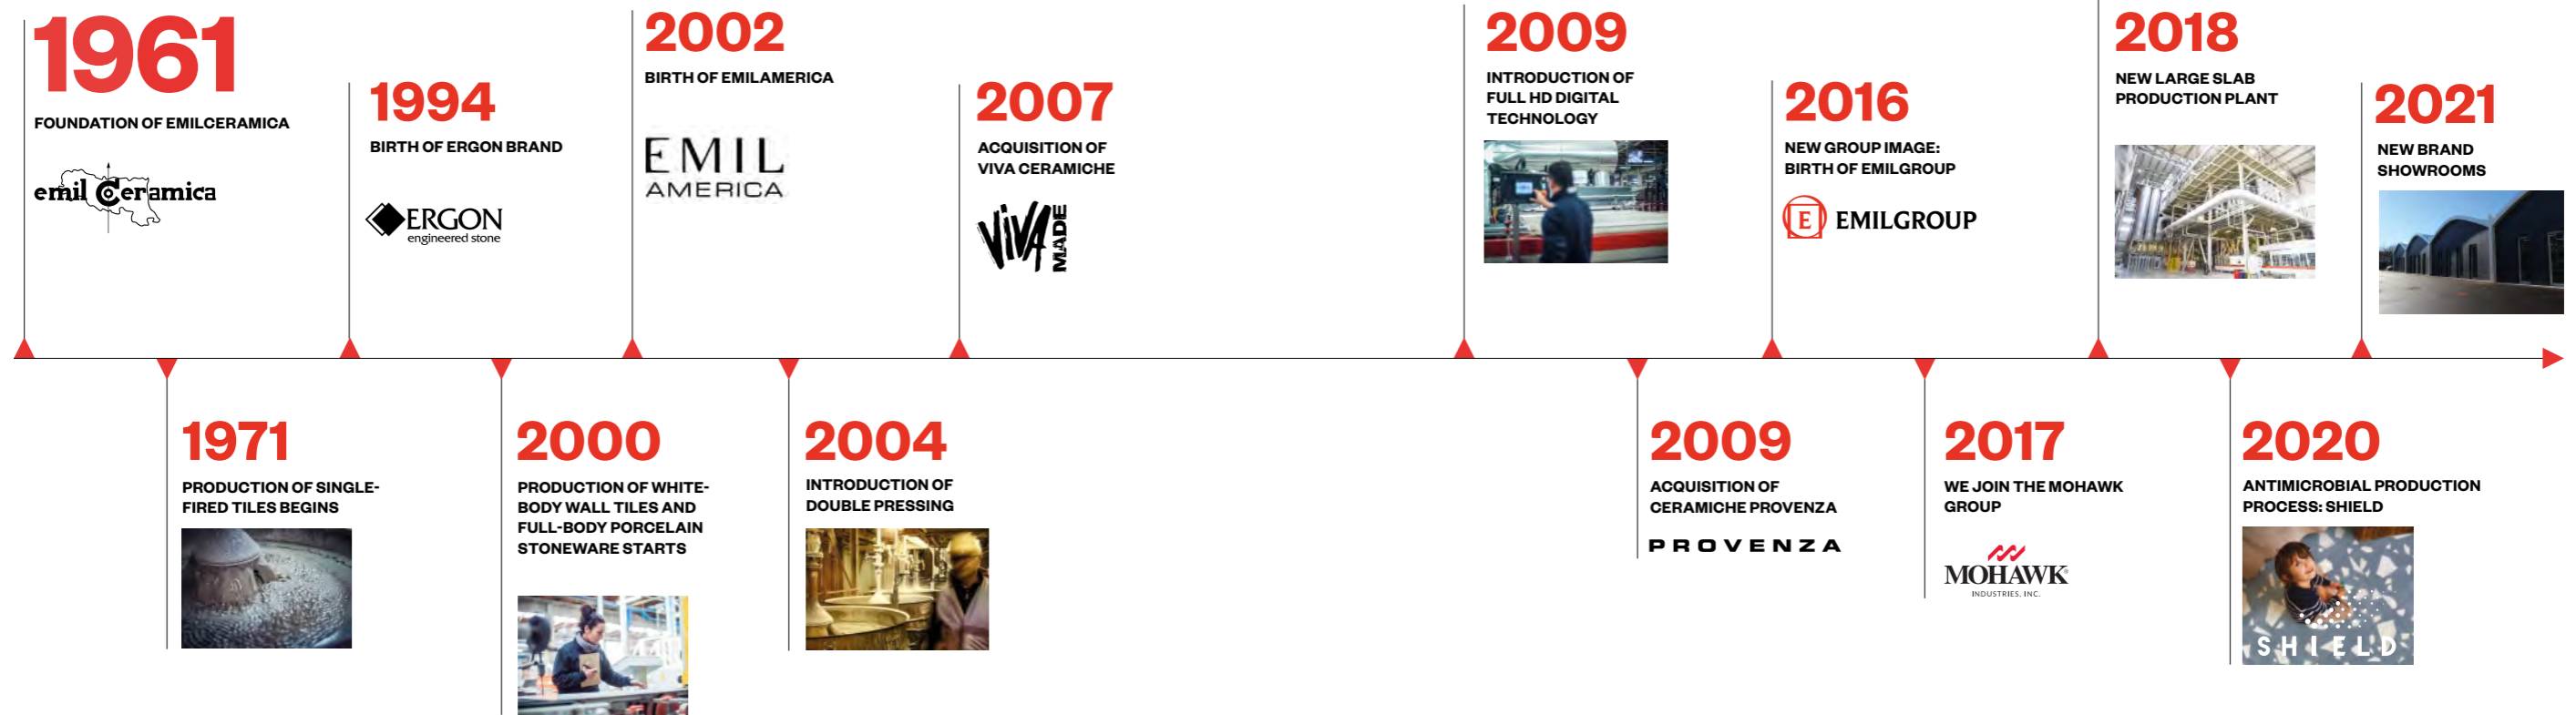 1961
FOUNDATION OF EMILCERAMICA
emil Ceramica
1971
PRODUCTION OF SINGLE-
FIRED TILES BEGINS
1994
BIRTH OF ERGON BRAND
ERGON
engineered stone
2000
PRODUCTION OF WHITE-
BODY WALL TILES AND
FULL-BODY PORCELAIN
STONEWARE STARTS
2002
BIRTH OF EMILAMERICA
EMIL
AMERICA
2004
INTRODUCTION OF
DOUBLE PRESSING
2007
ACQUISITION OF
VIVA CERAMICHE
VIVA
MADE
2009
INTRODUCTION OF
FULL HD DIGITAL
TECHNOLOGY
2009
ACQUISITION OF
CERAMICHE PROVENZA
PROVENZA
2016
NEW GROUP IMAGE:
BIRTH OF EMILGROUP
E EMILGROUP
2017
WE JOIN THE MOHAWK
GROUP
MOHAWK®
INDUSTRIES, INC.
2018
NEW LARGE SLAB
PRODUCTION PLANT
2020
ANTIMICROBIAL PRODUCTION
PROCESS: SHIELD
SHIELD
2021
NEW BRAND
SHOWROOMS